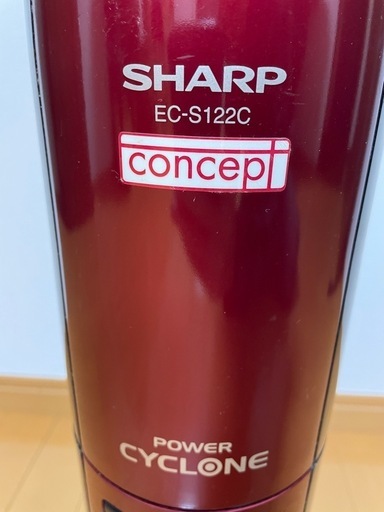 SHARP
EC-S122C
concept
POWER
CYCLONE